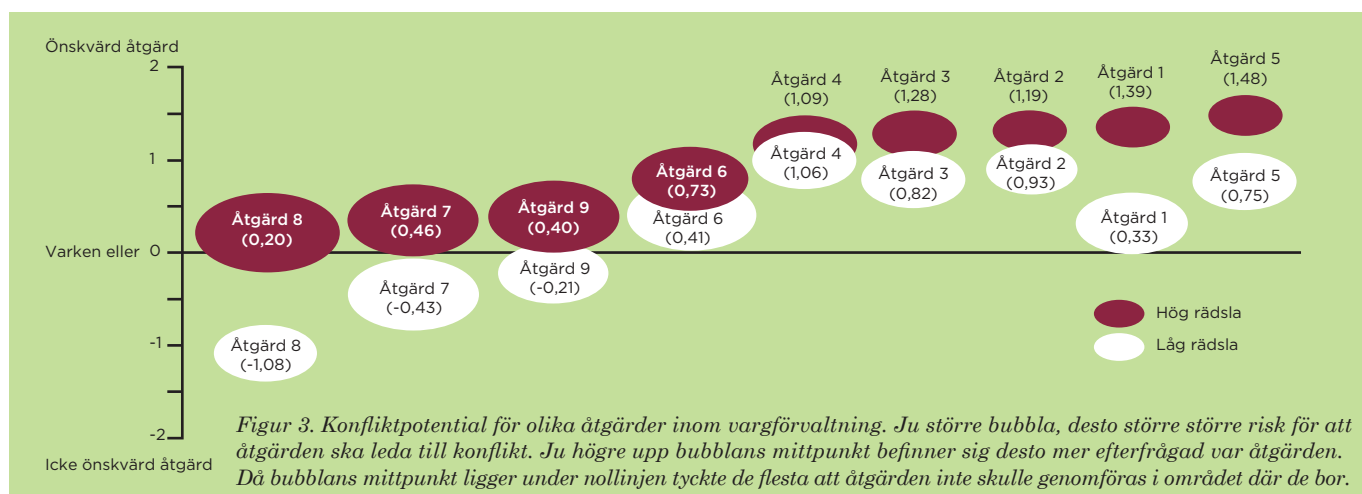 Önskvärd åtgärd
2
1
Varken eller 0
-1
-2
Icke önskvärd åtgärd
Åtgärd 8
(0,20)
Åtgärd 8
(-1,08)
Åtgärd 7
(0,46)
Åtgärd 7
(-0,43)
Åtgärd 9
(0,40)
Åtgärd 9
(-0,21)
Åtgärd 6
(0,73)
Åtgärd 6
(0,41)
Åtgärd 4
(1,09)
Åtgärd 4
(1,06)
Åtgärd 3
(1,28)
Åtgärd 3
(0,82)
Åtgärd 2
(1,19)
Åtgärd 2
(0,93)
Åtgärd 1
(1,39)
Åtgärd 1
(0,33)
Åtgärd 5
(1,48)
Åtgärd 5
(0,75)
Hög rädsla
Låg rädsla
Figur 3. Konfliktpotential för olika åtgärder inom vargförvaltning. Ju större bubbla, desto större större risk för att
åtgärden ska leda till konflikt. Ju högre upp bubblans mittpunkt befinner sig desto mer efterfrågad var åtgärden.
Då bubblans mittpunkt ligger under nollinjen tyckte de flesta att åtgärden inte skulle genomföras i området där de bor.